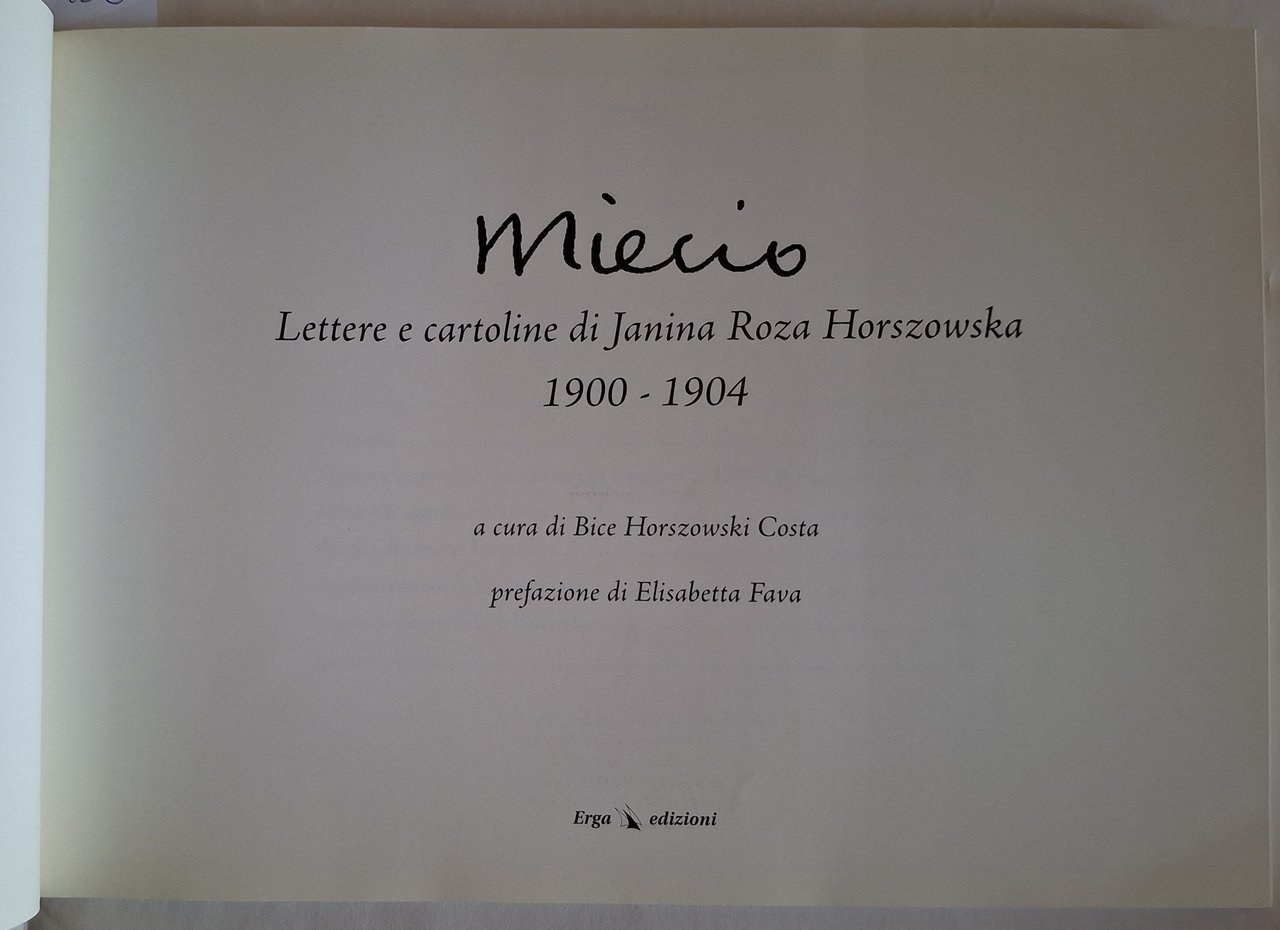 Miecio
Lettere e cartoline di Janina Roza Horszowska
1900 - 1904
a cura di Bice Horszowski Costa
prefazione di Elisabetta Fava
Erga edizioni